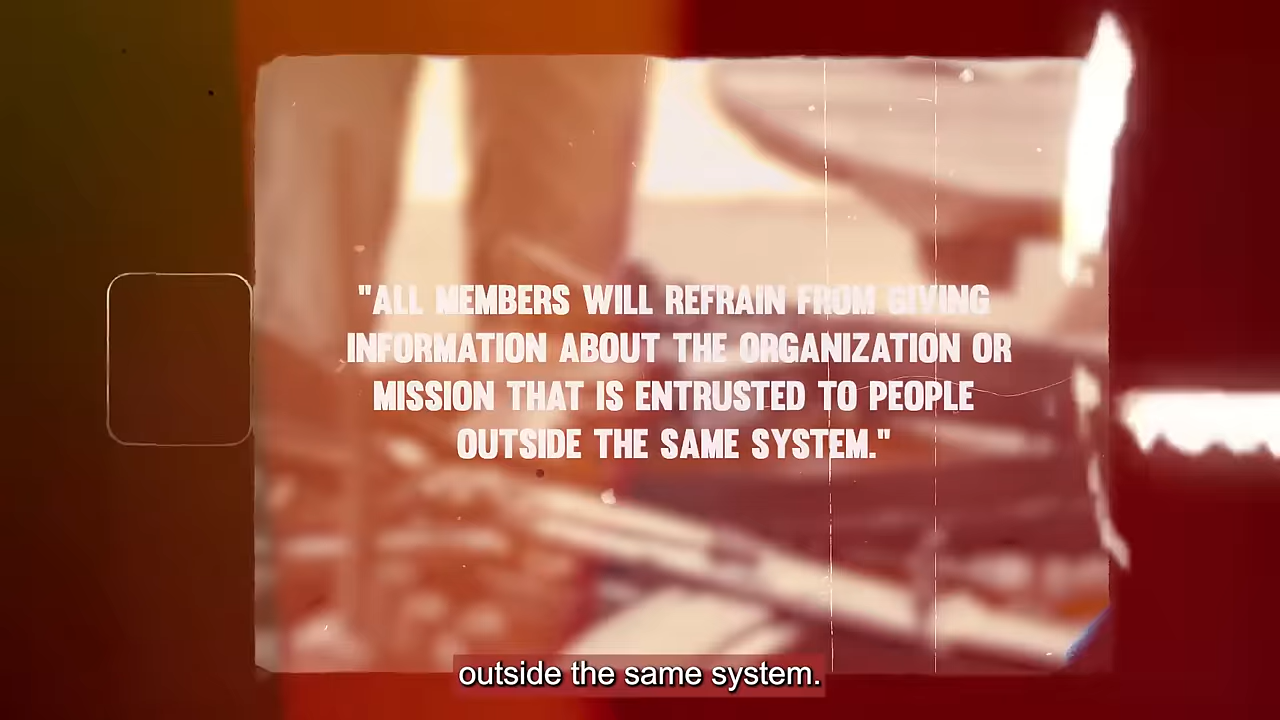 "ALL MEMBERS WILL REFRAIN FROM GIVING
INFORMATION ABOUT THE ORGANIZATION OR
MISSION THAT IS ENTRUSTED TO PEOPLE
OUTSIDE THE SAME SYSTEM."
outside the same system.